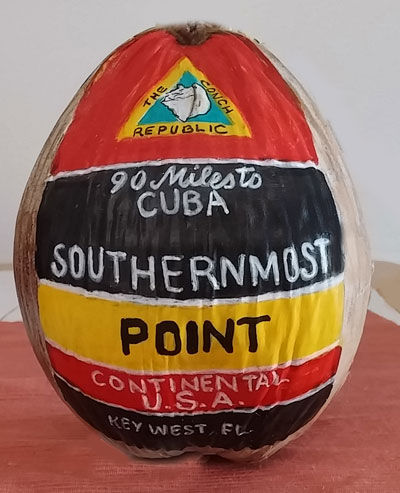 THE CONCH
REPUBLIC
90 Miles to
CUBA
SOUTHERNMOST
POINT
CONTINENTAL
U.S.A.
KEY WEST, FL.